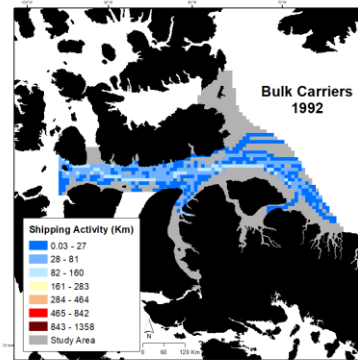 Bulk Carriers
1992
Shipping Activity (Km)
0.03 - 27
28 - 81
82 - 160
161 - 283
284 - 464
465 - 842
843 - 1358
Study Area
N
0 60 120 Km